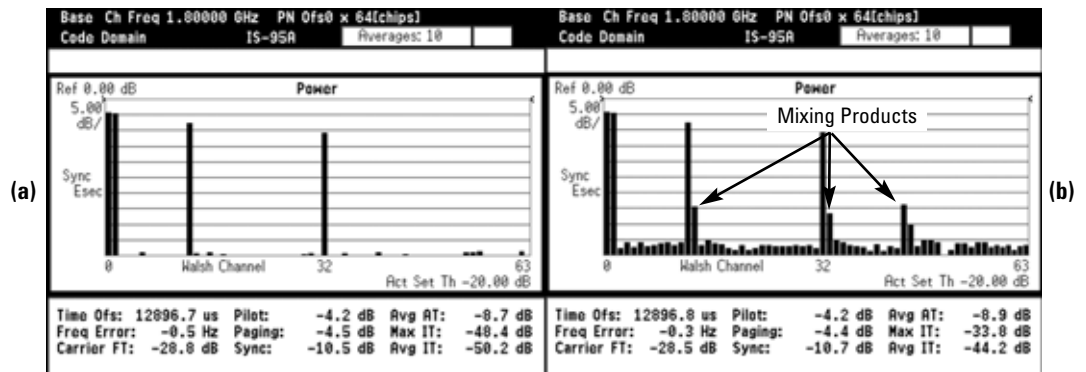 Base Ch Freq 1.80000 GHz PN Ofs0 x 64[chips]
Code Domain IS-95A Averages: 10
Ref 0.00 dB Power
5.00
dB/
Sync
Esec
0 Walsh Channel 32 63
Act Set Th -20.00 dB
Time Ofs: 12896.7 us Pilot: -4.2 dB Avg AT: -8.7 dB
Freq Error: -0.5 Hz Paging: -4.5 dB Max IT: -48.4 dB
Carrier FT: -28.8 dB Sync: -10.5 dB Avg IT: -50.2 dB
(a)
Base Ch Freq 1.80000 GHz PN Ofs0 x 64[chips]
Code Domain IS-95A Averages: 10
Ref 0.00 dB Power
5.00
dB/
Mixing Products
Sync
Esec
0 Walsh Channel 32 63
Act Set Th -20.00 dB
Time Ofs: 12896.8 us Pilot: -4.2 dB Avg AT: -8.9 dB
Freq Error: -0.3 Hz Paging: -4.4 dB Max IT: -33.8 dB
Carrier FT: -28.5 dB Sync: -10.7 dB Avg IT: -44.2 dB
(b)